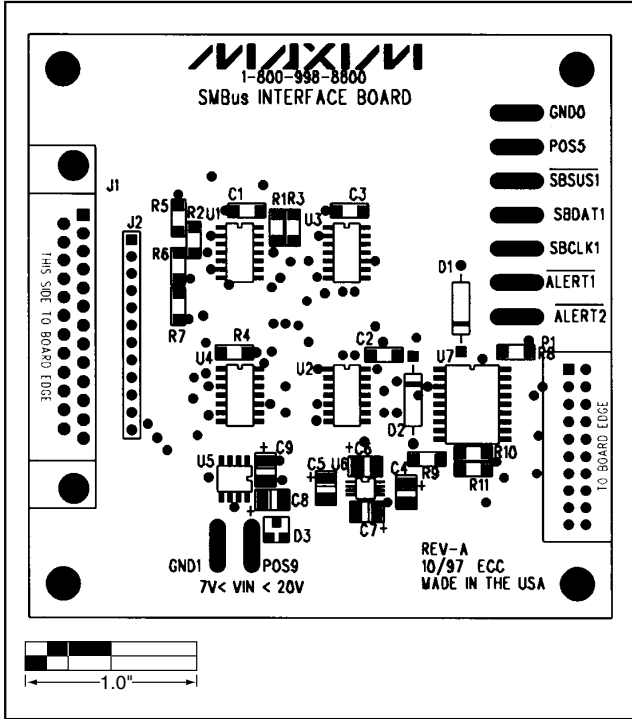 MAXIM
1-800-998-8800
SMBus INTERFACE BOARD
GND0
POS5
SBSUS1
SBDAT1
SBCLK1
ALERT1
ALERT2
J1
J2
THIS SIDE TO BOARD EDGE
R5
R2
R6
R7
C1
U1
R1 R3
U3
C3
D1
R4
U4
U2
C2
D2
U7
P1
R8
TO BOARD EDGE
U5
C9
C8
D3
C5
U6
C6
C4
C7
R9
R10
R11
GND1
POS9
7V< VIN < 20V
REV-A
10/97 ECC
MADE IN THE USA
1.0"